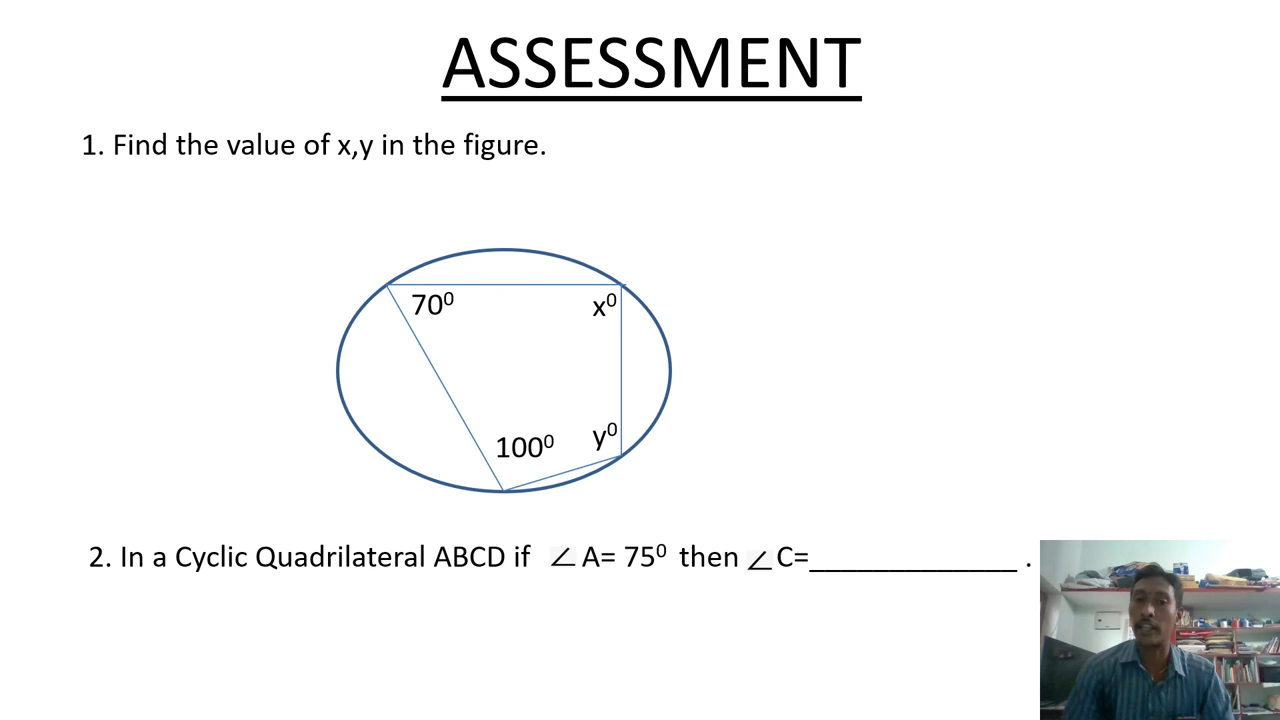 ASSESSMENT
1. Find the value of x,y in the figure.
70⁰ x⁰
100⁰ y⁰
2. In a Cyclic Quadrilateral ABCD if ∠A= 75⁰ then ∠C=_____________ .